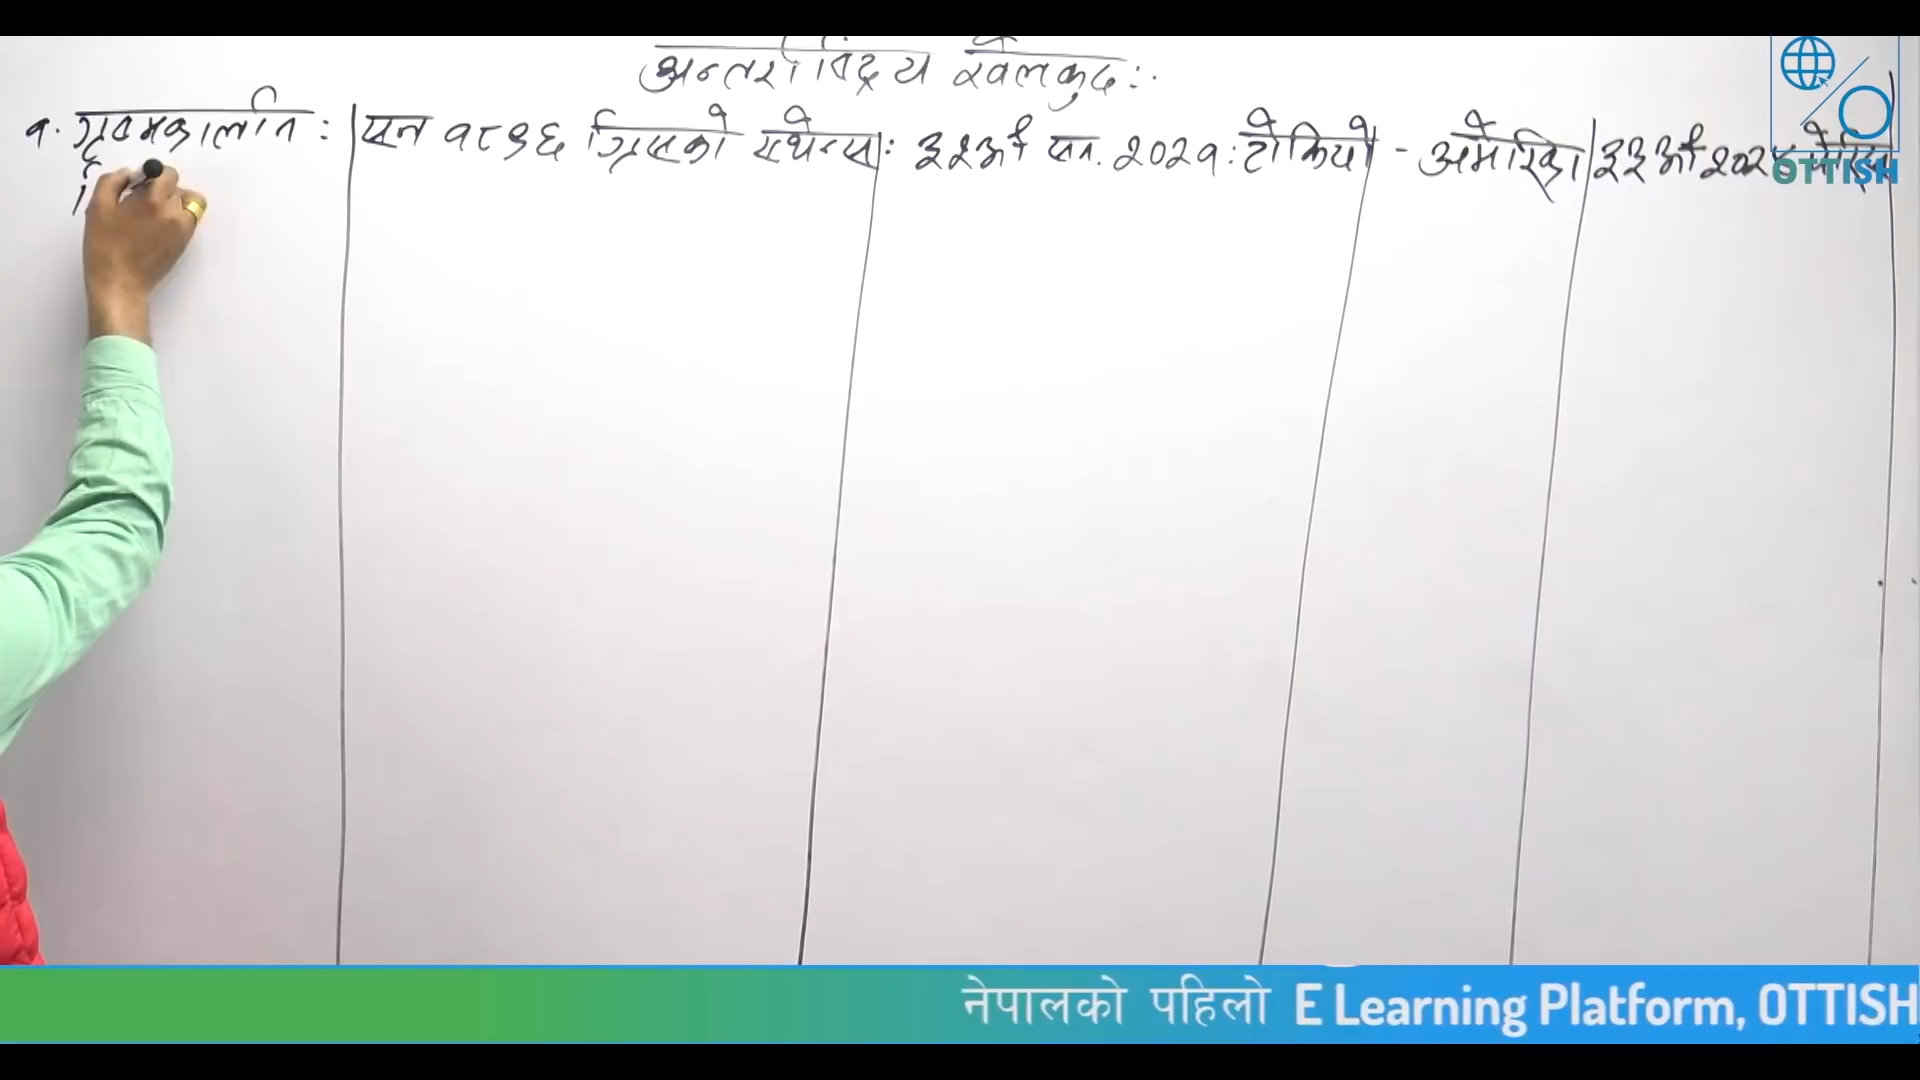 अन्तर्राष्ट्रिय खेलकुद :
१. ग्रृष्मकालीन : सन १८९६ ग्रिसको एथेन्स : ३२औं सन. २०२१ : टोकियो - अमेरिका ३३औं २०२४ पेरिस
OTTISH
नेपालको पहिलो E Learning Platform, OTTISH